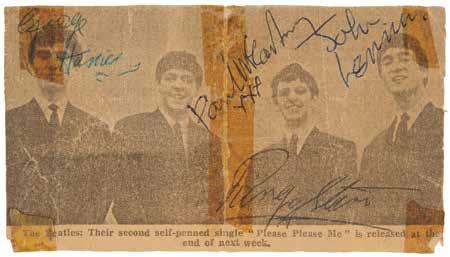 George
Harrison
Paul McCartney
xxx
John
Lennon.
Ringo Starr
The Beatles: Their second self-penned single "Please Please Me" is released at the
end of next week.